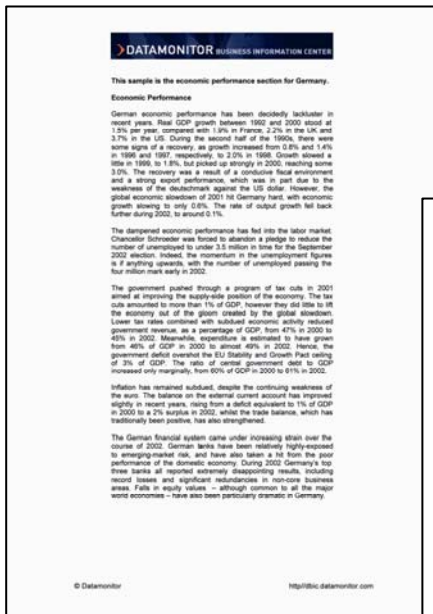 DATAMONITOR BUSINESS INFORMATION CENTER
This sample is the economic performance section for Germany.
Economic Performance
German economic performance has been decidedly lackluster in
recent years. Real GDP growth between 1992 and 2000 stood at
1.5% per year, compared with 1.9% in France, 2.2% in the UK and
3.7% in the US. During the second half of the 1990s, there were
some signs of a recovery, as growth increased from 0.8% and 1.4%
in 1996 and 1997, respectively, to 2.0% in 1998. Growth slowed a
little in 1999, to 1.8%, but picked up strongly in 2000, reaching some
3.0%. The recovery was a result of a conducive fiscal environment
and a strong export performance, which was in part due to the
weakness of the deutschmark against the US dollar. However, the
global economic slowdown of 2001 hit Germany hard, with economic
growth slowing to only 0.6%. The rate of output growth fell back
further during 2002, to around 0.1%.
The dampened economic performance has fed into the labor market.
Chancellor Schroeder was forced to abandon a pledge to reduce the
number of unemployed to under 3.5 million in time for the September
2002 election. Indeed, the momentum in the unemployment figures
is if anything upwards, with the number of unemployed passing the
four million mark early in 2002.
The government pushed through a program of tax cuts in 2001
aimed at improving the supply-side position of the economy. The tax
cuts amounted to more than 1% of GDP, however they did little to lift
the economy out of the gloom created by the global slowdown.
Lower tax rates combined with subdued economic activity reduced
government revenue, as a percentage of GDP, from 47% in 2000 to
45% in 2002. Meanwhile, expenditure is estimated to have grown
from 46% of GDP in 2000 to almost 49% in 2002. Hence, the
government deficit overshot the EU Stability and Growth Pact ceiling
of 3% of GDP. The ratio of central government debt to GDP
increased only marginally, from 60% of GDP in 2000 to 61% in 2002.
Inflation has remained subdued, despite the continuing weakness of
the euro. The balance on the external current account has improved
slightly in recent years, rising from a deficit equivalent to 1% of GDP
in 2000 to a 2% surplus in 2002, whilst the trade balance, which has
traditionally been positive, has also strengthened.
The German financial system came under increasing strain over the
course of 2002. German banks have been relatively highly-exposed
to emerging-market risk, and have also taken a hit from the poor
performance of the domestic economy. During 2002 Germany's top
three banks all reported extremely disappointing results, including
record losses and significant redundancies in non-core business
areas. Falls in equity values – although common to all the major
world economies – have also been particularly dramatic in Germany.
© Datamonitor http//dbic.datamonitor.com